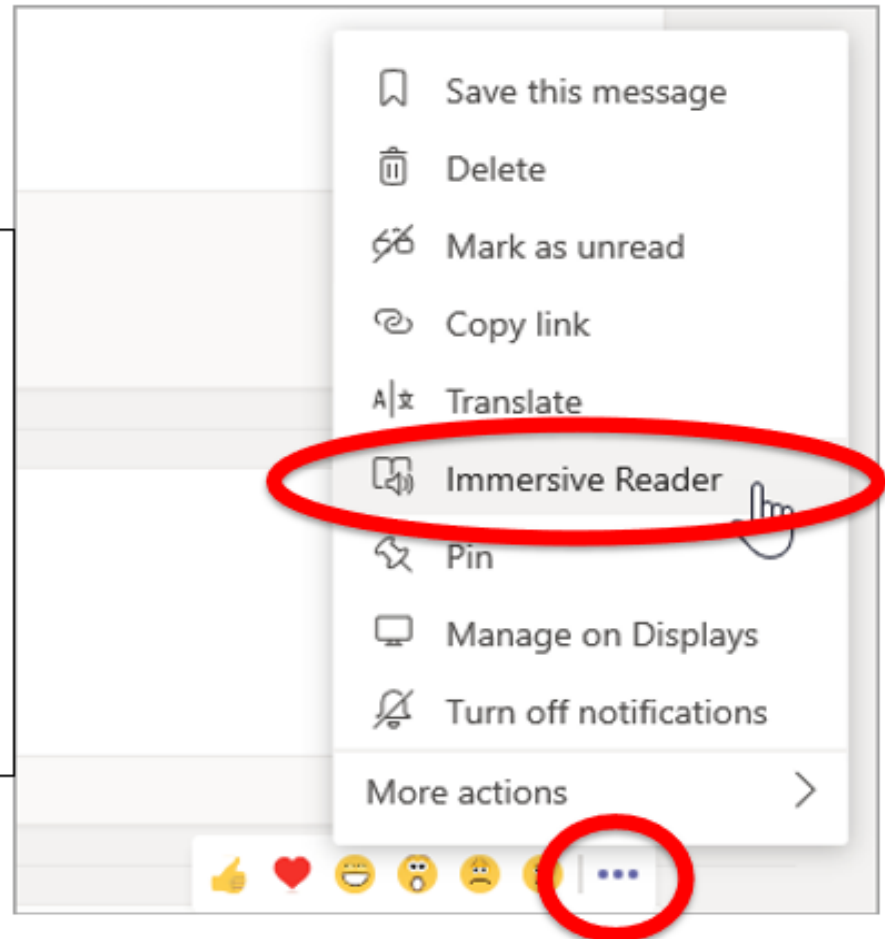 Save this message
Delete
Mark as unread
Copy link
Translate
Immersive Reader
Pin
Manage on Displays
Turn off notifications
More actions